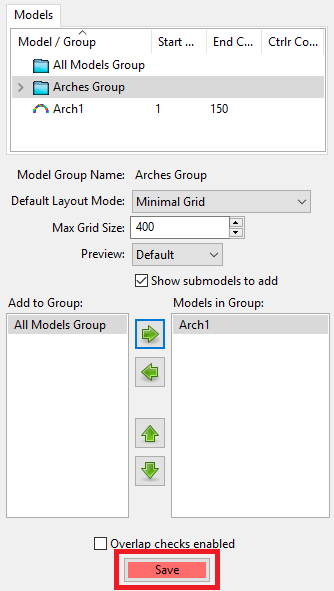 Models
Model / Group Start ... End C... Ctrlr Co...
All Models Group
Arches Group
Arch1 1 150
Model Group Name: Arches Group
Default Layout Mode: Minimal Grid
Max Grid Size: 400
Preview: Default
Show submodels to add
Add to Group: Models in Group:
All Models Group Arch1
Overlap checks enabled
Save